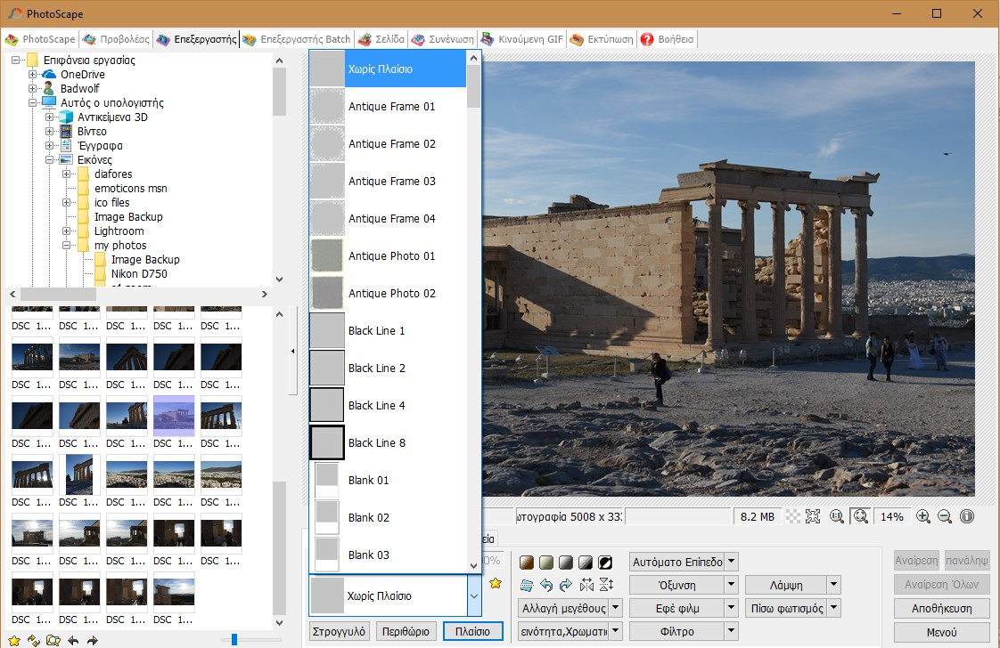 PhotoScape
PhotoScape Προβολέας Επεξεργαστής Επεξεργαστής Batch Σελίδα Συνένωση Κινούμενη GIF Εκτύπωση Βοήθεια
Επιφάνεια εργασίας
OneDrive
Badwolf
Αυτός ο υπολογιστής
Αντικείμενα 3D
Βίντεο
Έγγραφα
Εικόνες
diafores
emoticons msn
ico files
Image Backup
Lightroom
my photos
Image Backup
Nikon D750
DSC 1... DSC 1... DSC 1... DSC 1... DSC 1...
DSC 1... DSC 1... DSC 1... DSC 1... DSC 1...
DSC 1... DSC 1... DSC 1... DSC 1... DSC 1...
DSC 1... DSC 1... DSC 1... DSC 1... DSC 1...
DSC 1... DSC 1... DSC 1... DSC 1... DSC 1...
DSC 1... DSC 1... DSC 1... DSC 1...
Χωρίς Πλαίσιο
Antique Frame 01
Antique Frame 02
Antique Frame 03
Antique Frame 04
Antique Photo 01
Antique Photo 02
Black Line 1
Black Line 2
Black Line 4
Black Line 8
Blank 01
Blank 02
Blank 03
Χωρίς Πλαίσιο
Στρογγυλό Περιθώριο Πλαίσιο
ωτογραφία 5008 x 33 8.2 MB 14%
εία
0%
Αυτόματο Επίπεδο
Όξυνση Λάμψη
Αλλαγή μεγέθους Εφέ φιλμ Πίσω φωτισμός
εινότητα,Χρωματι Φίλτρο
Αναίρεση πανάληψ
Αναίρεση Όλων
Αποθήκευση
Μενού